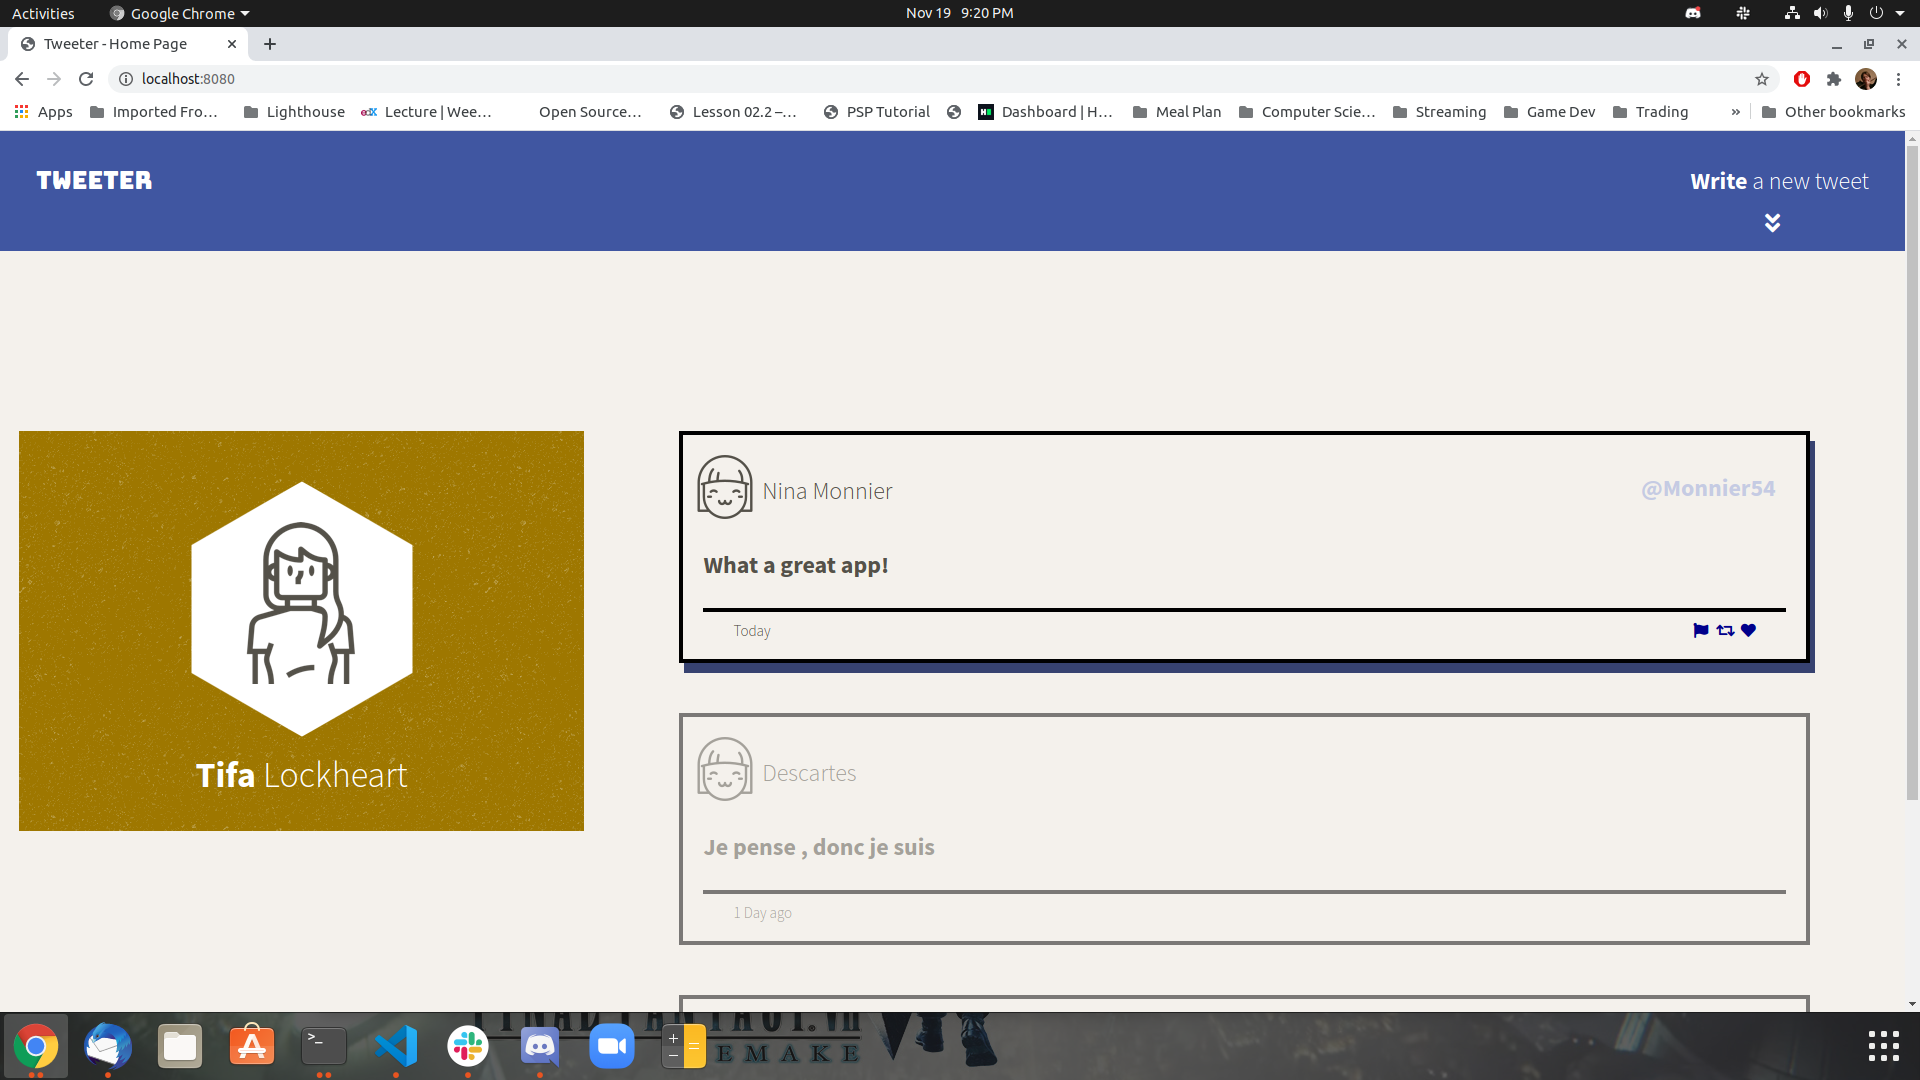 Activities
Google Chrome
Nov 19 9:20 PM
Tweeter - Home Page
localhost:8080
Apps
Imported Fro...
Lighthouse
edX
Lecture | Wee...
Open Source...
Lesson 02.2 –...
PSP Tutorial
H
Dashboard | H...
Meal Plan
Computer Scie...
Streaming
Game Dev
Trading
»
Other bookmarks
TWEETER
Write a new tweet
Nina Monnier
@Monnier54
What a great app!
Today
Tifa Lockheart
Descartes
Je pense , donc je suis
1 Day ago
EMAKE